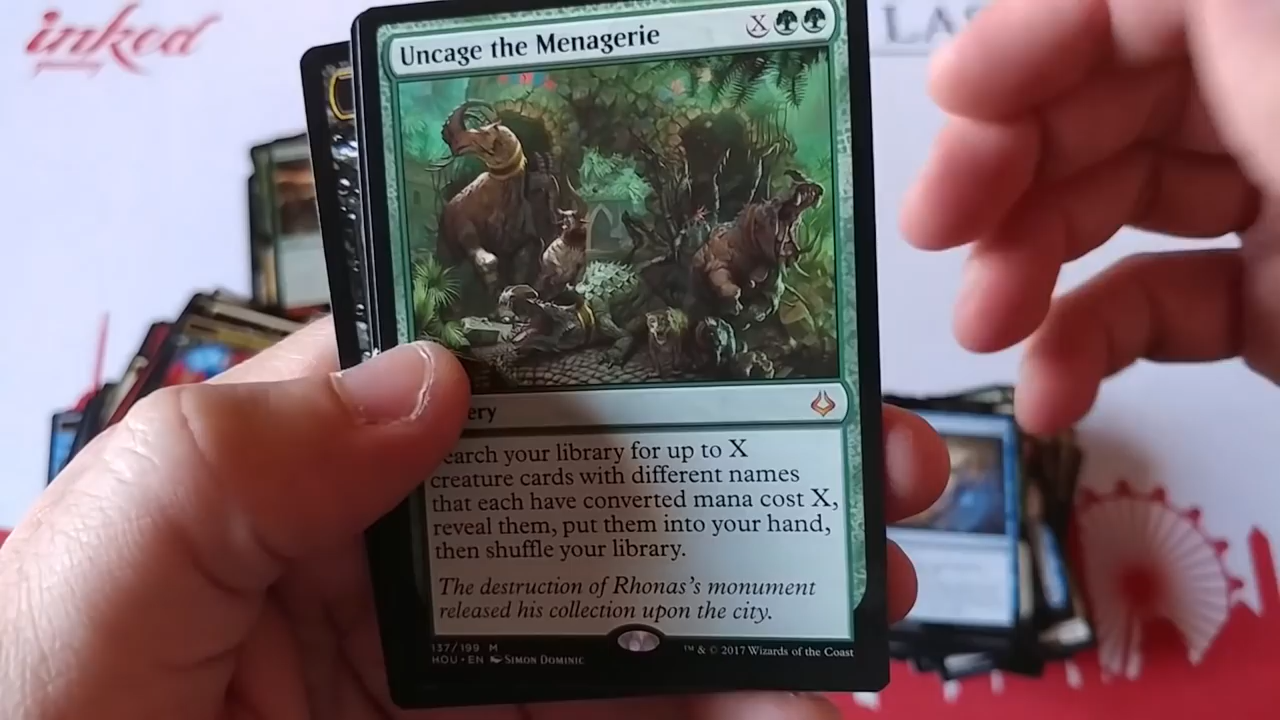 inked
LAS
Uncage the Menagerie
X
ery
earch your library for up to X
creature cards with different names
that each have converted mana cost X,
reveal them, put them into your hand,
then shuffle your library.
The destruction of Rhonas's monument
released his collection upon the city.
137/199 M
HOU • EN SIMON DOMINIC
™ & © 2017 Wizards of the Coast